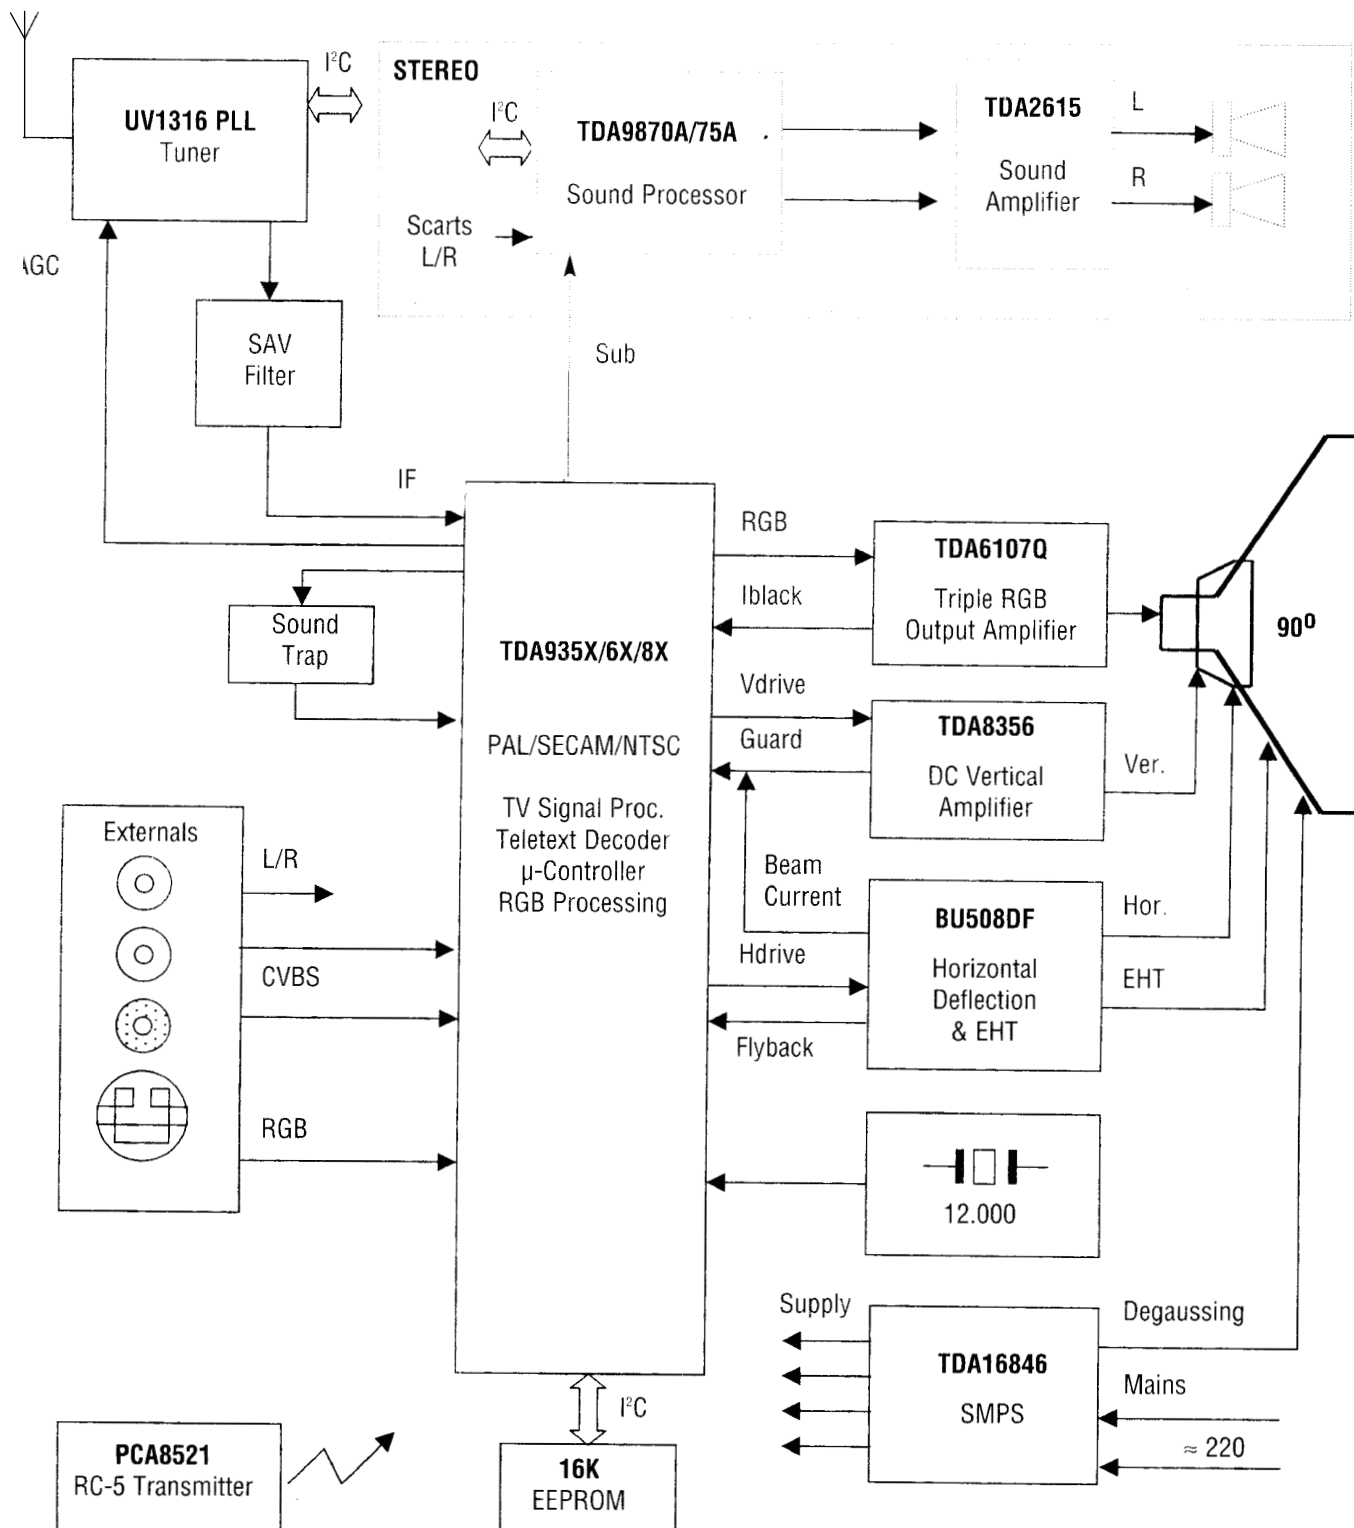 I²C
STEREO
UV1316 PLL
Tuner
I²C
TDA9870A/75A
Sound Processor
TDA2615
Sound
Amplifier
L
R
Scarts
L/R
AGC
SAV
Filter
Sub
IF
RGB
TDA6107Q
Triple RGB
Output Amplifier
Iblack
90⁰
Sound
Trap
TDA935X/6X/8X
PAL/SECAM/NTSC
TV Signal Proc.
Teletext Decoder
µ-Controller
RGB Processing
Vdrive
Guard
TDA8356
DC Vertical
Amplifier
Ver.
Externals
L/R
CVBS
RGB
Beam
Current
BU508DF
Horizontal
Deflection
& EHT
Hor.
EHT
Hdrive
Flyback
12.000
Supply
TDA16846
SMPS
Degaussing
Mains
≈ 220
I²C
PCA8521
RC-5 Transmitter
16K
EEPROM